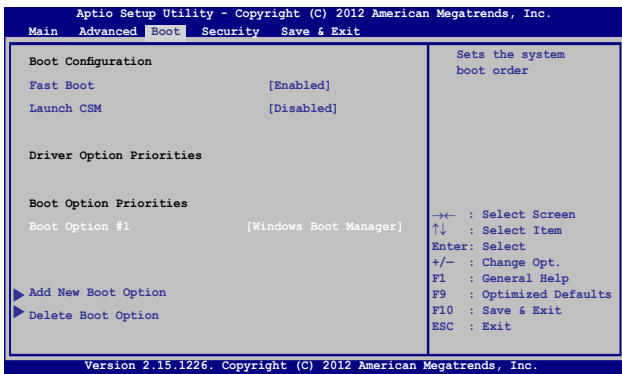 Aptio Setup Utility - Copyright (C) 2012 American Megatrends, Inc.
Main Advanced Boot Security Save & Exit
Boot Configuration
Fast Boot [Enabled]
Launch CSM [Disabled]
Driver Option Priorities
Boot Option Priorities
Boot Option #1 [Windows Boot Manager]
Add New Boot Option
Delete Boot Option
Sets the system
boot order
→← : Select Screen
↑↓ : Select Item
Enter: Select
+/— : Change Opt.
F1 : General Help
F9 : Optimized Defaults
F10 : Save & Exit
ESC : Exit
Version 2.15.1226. Copyright (C) 2012 American Megatrends, Inc.